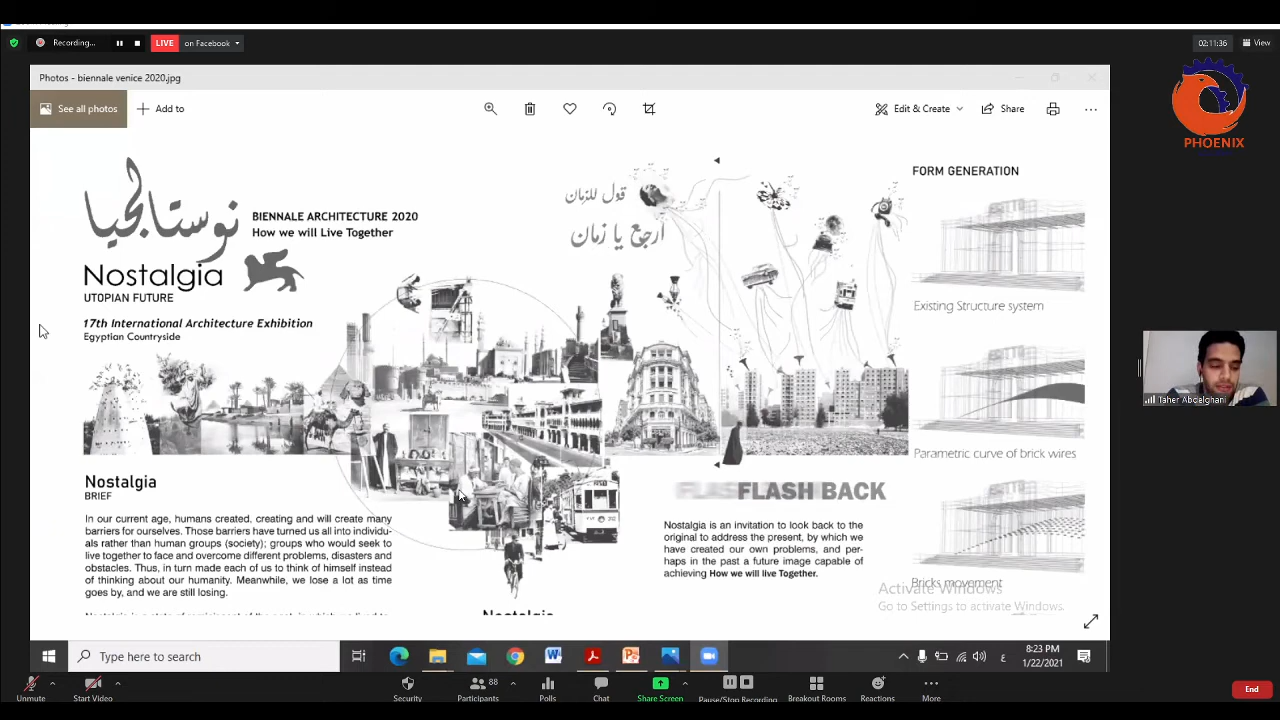 Recording...
LIVE on Facebook
02:11:36
View
Photos - biennale venice 2020.jpg
See all photos
Add to
Edit & Create
Share
PHOENIX
نوستالجيا
BIENNALE ARCHITECTURE 2020
How we will Live Together
Nostalgia
UTOPIAN FUTURE
17th International Architecture Exhibition
Egyptian Countryside
قول للزمان
أرجع يا زمان
FORM GENERATION
Existing Structure system
Parametric curve of brick wires
Bricks movement
Nostalgia
BRIEF
In our current age, humans created, creating and will create many
barriers for ourselves. Those barriers have turned us all into individu-
als rather than human groups (society); groups who would seek to
live together to face and overcome different problems, disasters and
obstacles. Thus, in turn made each of us to think of himself instead
of thinking about our humanity. Meanwhile, we lose a lot as time
goes by, and we are still losing.
Nostalgia
FLASH BACK
Nostalgia is an invitation to look back to the
original to address the present, by which we
have created our own problems, and per-
haps in the past a future image capable of
achieving How we will live Together.
Activate Windows
Go to Settings to activate Windows.
Taher Abdelghani
Type here to search
ع
8:23 PM
1/22/2021
Unmute
Start Video
Security
Participants 88
Polls
Chat
Share Screen
Pause/Stop Recording
Breakout Rooms
Reactions
More
End